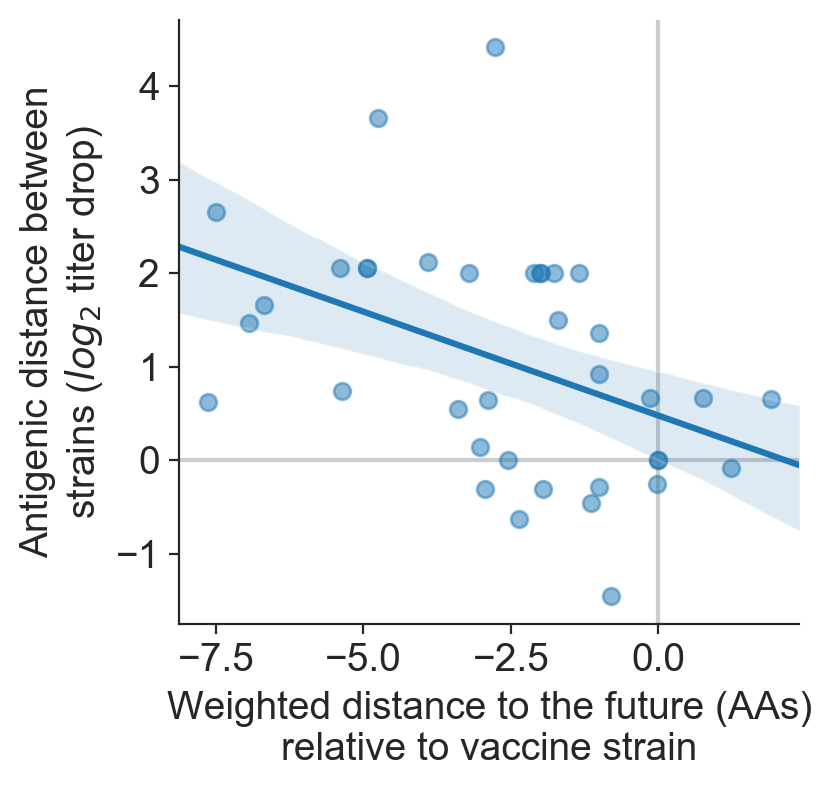 Antigenic distance between
strains (log2 titer drop)
4
3
2
1
0
−1
−7.5 −5.0 −2.5 0.0
Weighted distance to the future (AAs)
relative to vaccine strain